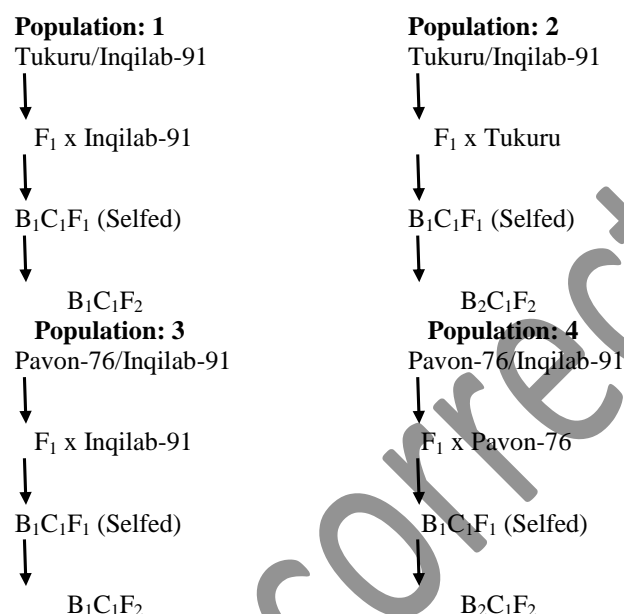 Population: 1
Tukuru/Inqilab-91
F₁ x Inqilab-91
B₁C₁F₁ (Selfed)
B₁C₁F₂
Population: 2
Tukuru/Inqilab-91
F₁ x Tukuru
B₁C₁F₁ (Selfed)
B₂C₁F₂
Population: 3
Pavon-76/Inqilab-91
F₁ x Inqilab-91
B₁C₁F₁ (Selfed)
B₁C₁F₂
Population: 4
Pavon-76/Inqilab-91
F₁ x Pavon-76
B₁C₁F₁ (Selfed)
B₂C₁F₂